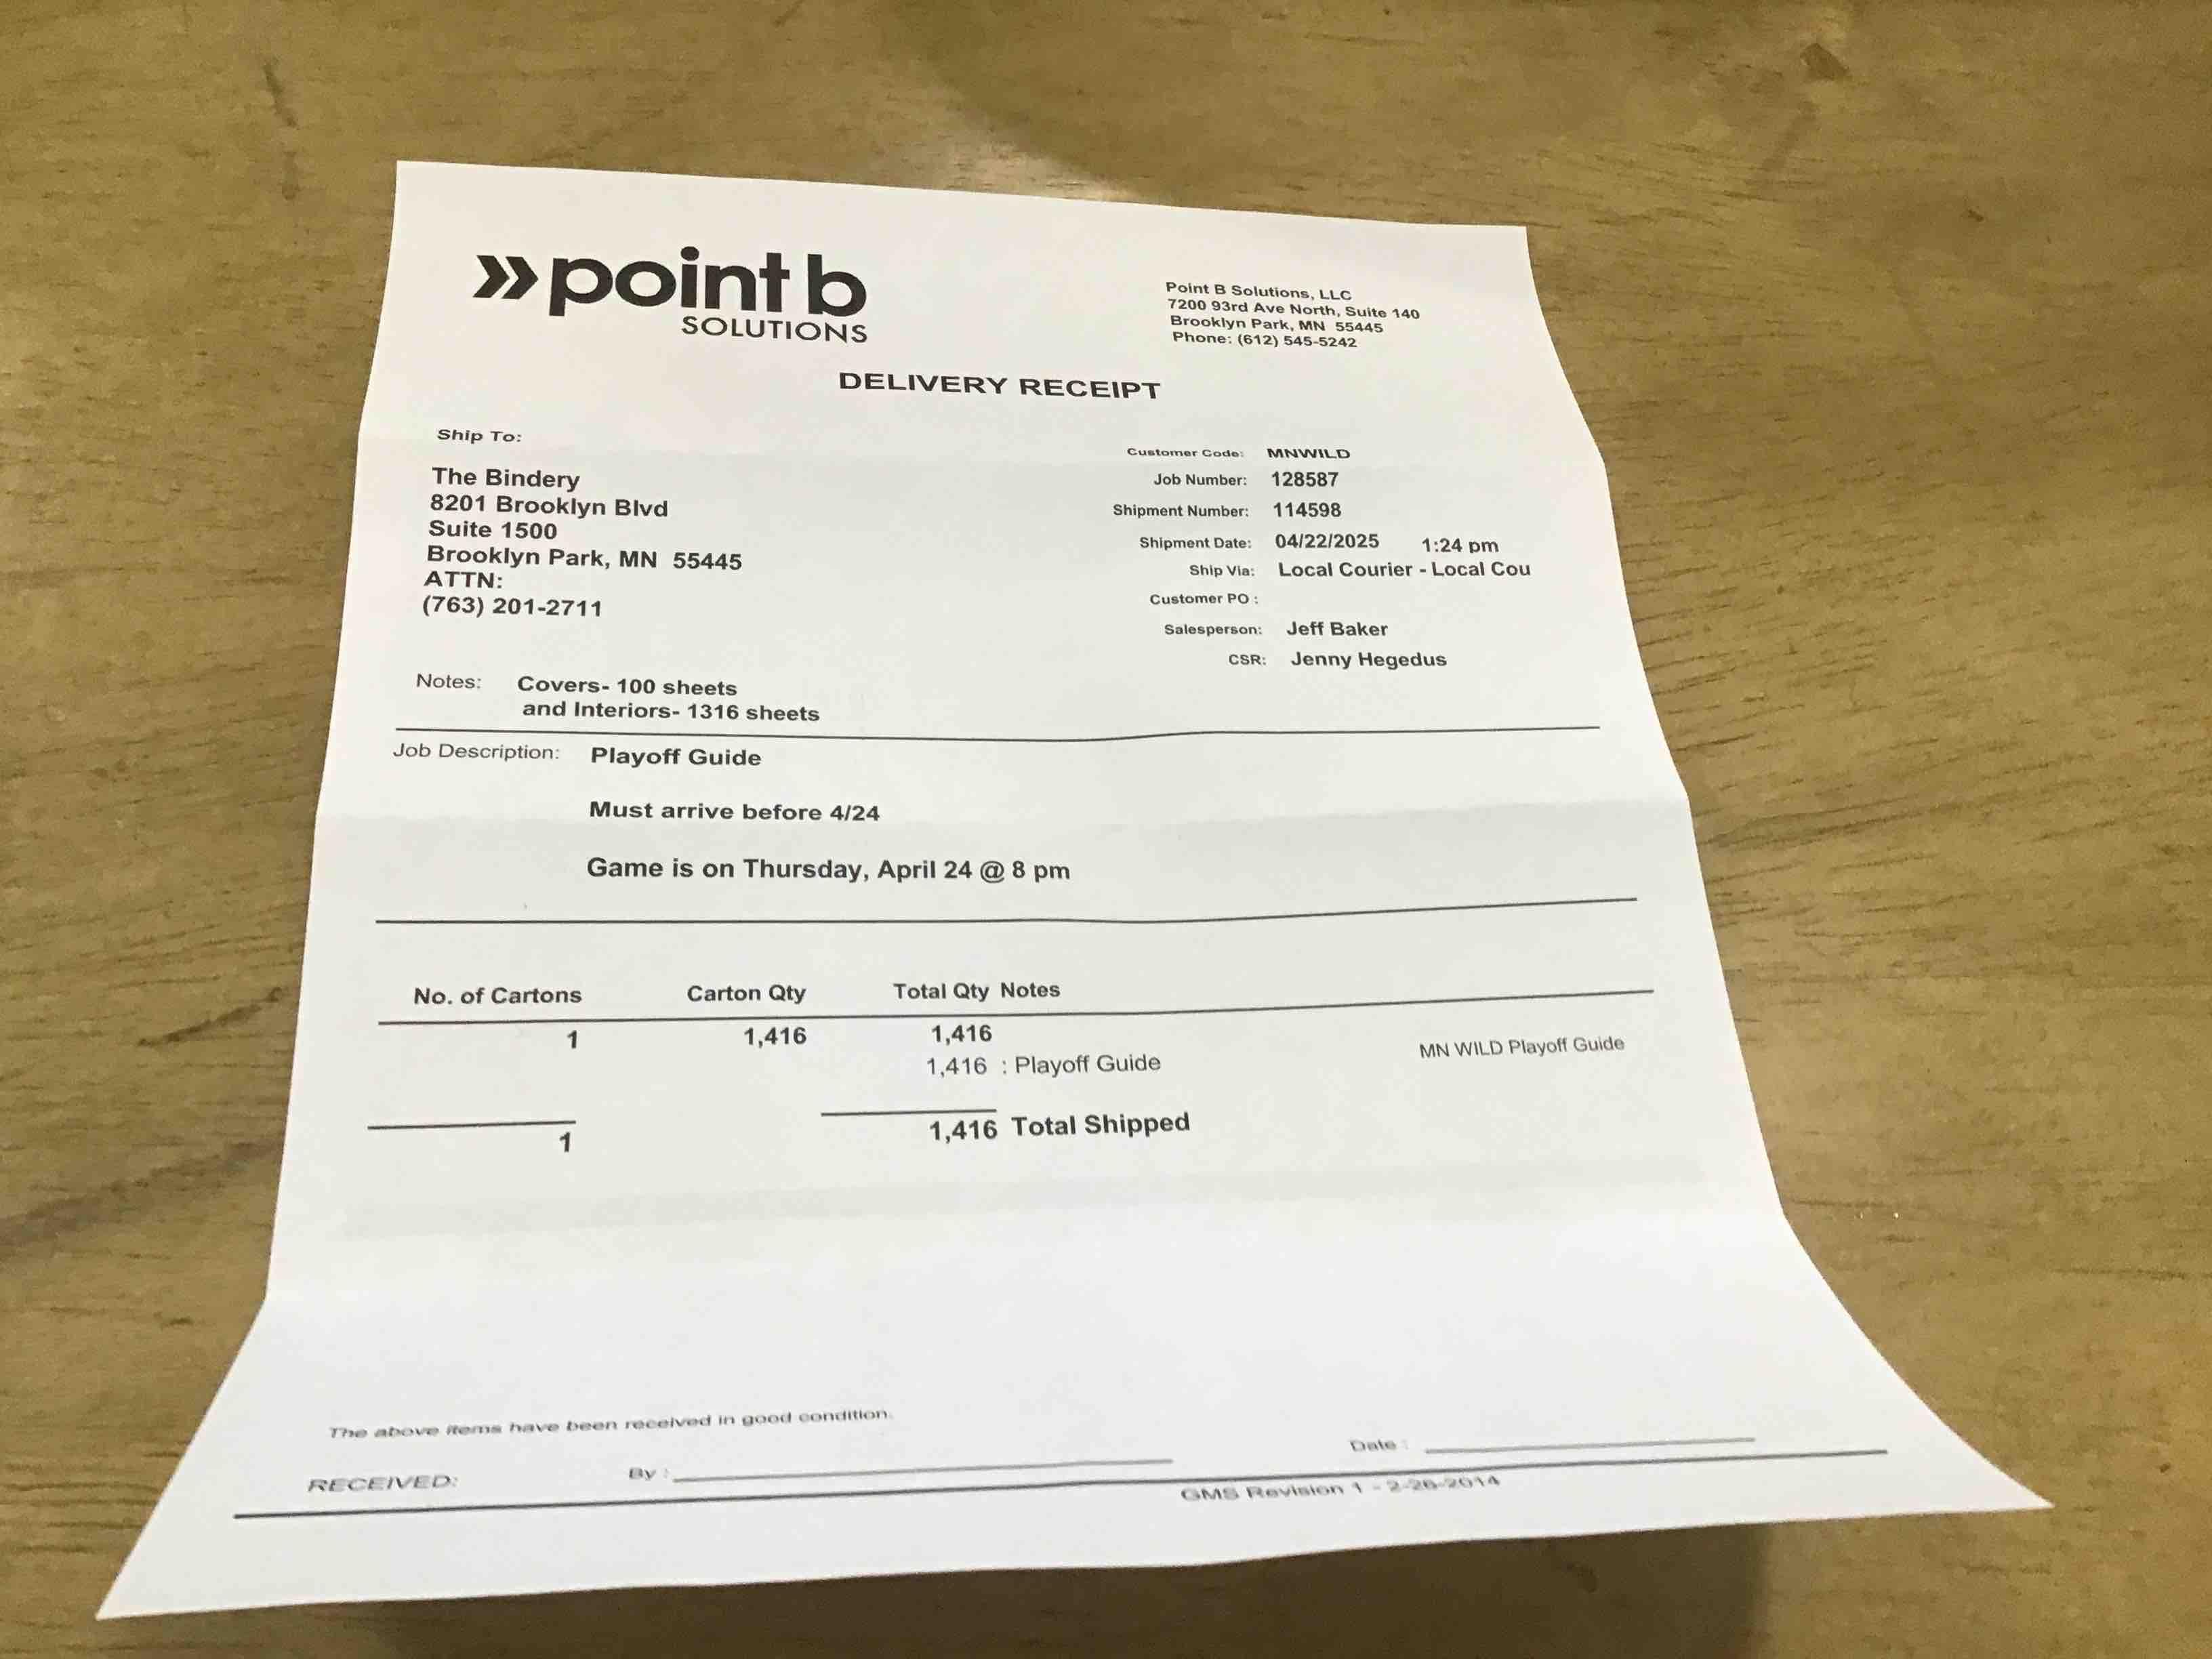 »point b
SOLUTIONS
Point B Solutions, LLC
7200 93rd Ave North, Suite 140
Brooklyn Park, MN 55445
Phone: (612) 545-5242
DELIVERY RECEIPT
Ship To:
The Bindery
8201 Brooklyn Blvd
Suite 1500
Brooklyn Park, MN 55445
ATTN:
(763) 201-2711
Customer Code: MNWILD
Job Number: 128587
Shipment Number: 114598
Shipment Date: 04/22/2025 1:24 pm
Ship Via: Local Courier - Local Cou
Customer PO :
Salesperson: Jeff Baker
CSR: Jenny Hegedus
Notes: Covers- 100 sheets
and Interiors- 1316 sheets
Job Description: Playoff Guide
Must arrive before 4/24
Game is on Thursday, April 24 @ 8 pm
No. of Cartons Carton Qty Total Qty Notes
1 1,416 1,416
1,416 : Playoff Guide MN WILD Playoff Guide
1 1,416 Total Shipped
The above items have been received in good condition.
RECEIVED: By : Date :
GMS Revision 1 - 2-26-2014